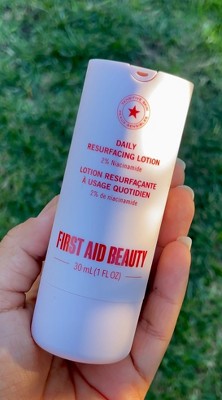 DAILY
RESURFACING LOTION
2% Niacinamide
LOTION RESURFAÇANTE
À USAGE QUOTIDIEN
2% de niacinamide
FIRST AID BEAUTY
30 mL (1 FL OZ)